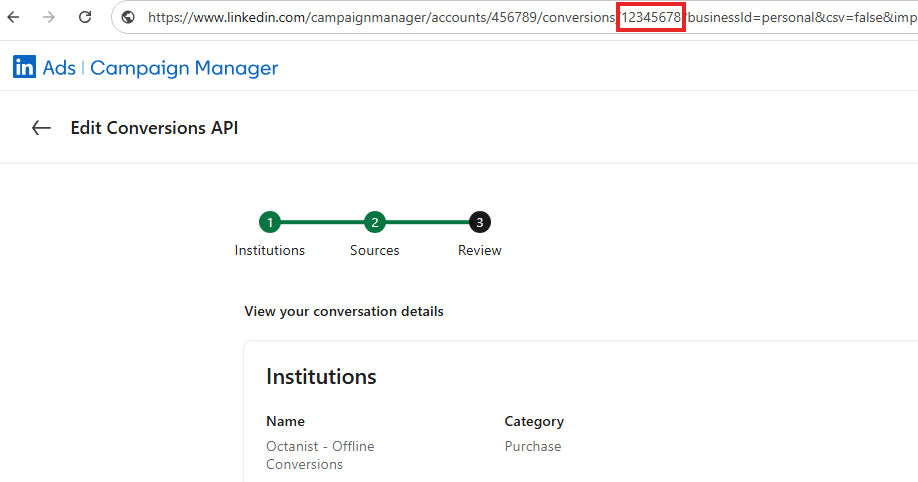 https://www.linkedin.com/campaignmanager/accounts/456789/conversions/12345678/businessId=personal&csv=false&imp
in Ads | Campaign Manager
Edit Conversions API
1 2 3
Institutions Sources Review
View your conversation details
Institutions
Name Category
Octanist - Offline Purchase
Conversions